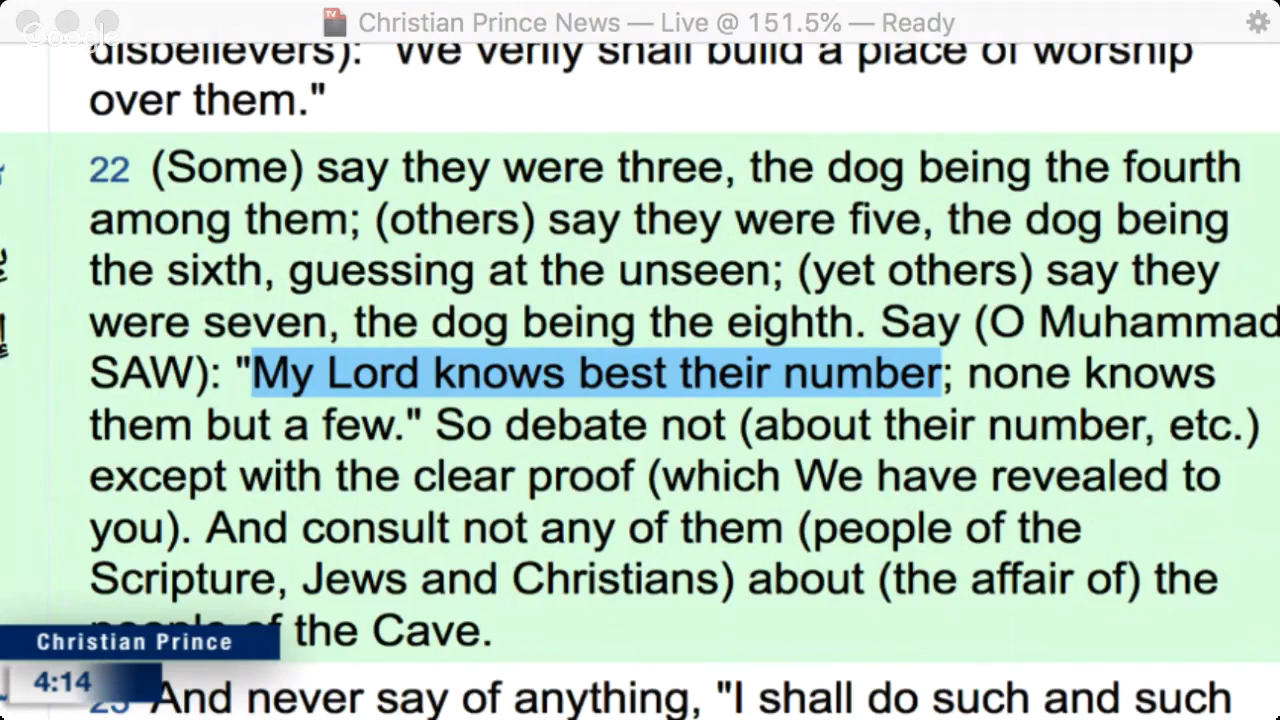 Christian Prince News — Live @ 151.5% — Ready
Google
disbelievers): "We verily shall build a place of worship
over them."
22 (Some) say they were three, the dog being the fourth
among them; (others) say they were five, the dog being
the sixth, guessing at the unseen; (yet others) say they
were seven, the dog being the eighth. Say (O Muhammad
SAW): "My Lord knows best their number; none knows
them but a few." So debate not (about their number, etc.)
except with the clear proof (which We have revealed to
you). And consult not any of them (people of the
Scripture, Jews and Christians) about (the affair of) the
people of the Cave.
Christian Prince
4:14
23 And never say of anything, "I shall do such and such